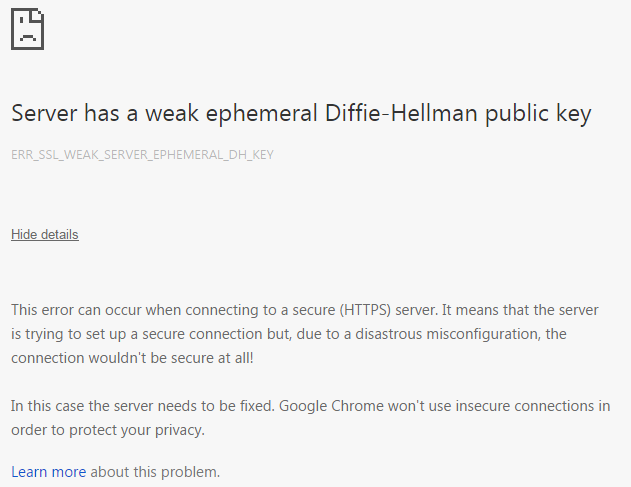 Server has a weak ephemeral Diffie-Hellman public key
ERR_SSL_WEAK_SERVER_EPHEMERAL_DH_KEY
Hide details
This error can occur when connecting to a secure (HTTPS) server. It means that the server
is trying to set up a secure connection but, due to a disastrous misconfiguration, the
connection wouldn't be secure at all!
In this case the server needs to be fixed. Google Chrome won't use insecure connections in
order to protect your privacy.
Learn more about this problem.